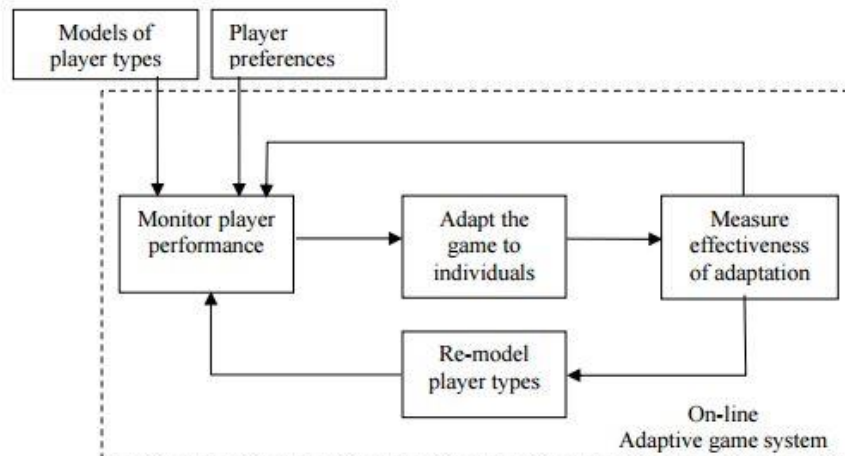 Models of
player types
Player
preferences
Monitor player
performance
Adapt the
game to
individuals
Measure
effectiveness
of adaptation
Re-model
player types
On-line
Adaptive game system